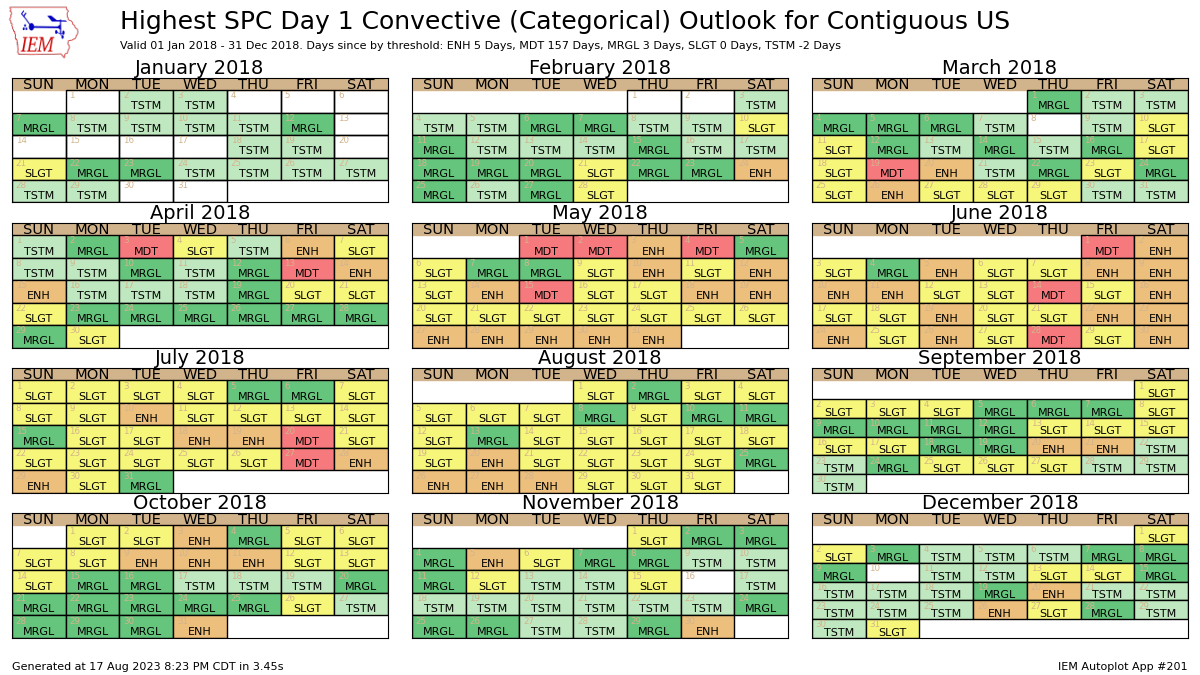 IEM
Highest SPC Day 1 Convective (Categorical) Outlook for Contiguous US
Valid 01 Jan 2018 - 31 Dec 2018. Days since by threshold: ENH 5 Days, MDT 157 Days, MRGL 3 Days, SLGT 0 Days, TSTM -2 Days
January 2018
SUN MON TUE WED THU FRI SAT
TSTM TSTM
MRGL TSTM TSTM TSTM TSTM MRGL
TSTM TSTM
SLGT MRGL MRGL TSTM TSTM TSTM TSTM
TSTM TSTM
February 2018
SUN MON TUE WED THU FRI SAT
TSTM
TSTM TSTM MRGL MRGL TSTM TSTM SLGT
MRGL TSTM TSTM TSTM MRGL TSTM TSTM
MRGL MRGL MRGL SLGT MRGL MRGL ENH
MRGL TSTM MRGL SLGT
March 2018
SUN MON TUE WED THU FRI SAT
MRGL TSTM TSTM
MRGL MRGL MRGL TSTM TSTM SLGT
SLGT MRGL TSTM MRGL TSTM MRGL SLGT
SLGT MDT ENH TSTM MRGL SLGT MRGL
SLGT ENH SLGT SLGT SLGT TSTM TSTM
April 2018
SUN MON TUE WED THU FRI SAT
TSTM MRGL MDT SLGT TSTM ENH SLGT
TSTM TSTM MRGL TSTM MRGL MDT ENH
ENH TSTM TSTM TSTM MRGL SLGT SLGT
SLGT MRGL MRGL MRGL MRGL MRGL MRGL
MRGL SLGT
May 2018
SUN MON TUE WED THU FRI SAT
MDT MDT ENH MDT MRGL
SLGT MRGL MRGL SLGT ENH SLGT ENH
SLGT ENH MDT SLGT SLGT ENH ENH
SLGT SLGT SLGT SLGT SLGT SLGT SLGT
ENH ENH ENH ENH ENH
June 2018
SUN MON TUE WED THU FRI SAT
MDT ENH
SLGT MRGL ENH SLGT SLGT ENH ENH
ENH ENH SLGT SLGT MDT SLGT ENH
SLGT SLGT ENH SLGT SLGT ENH ENH
ENH SLGT ENH SLGT MDT SLGT ENH
July 2018
SUN MON TUE WED THU FRI SAT
SLGT SLGT SLGT SLGT MRGL MRGL SLGT
SLGT SLGT ENH SLGT SLGT SLGT SLGT
MRGL SLGT SLGT ENH ENH MDT SLGT
SLGT SLGT SLGT SLGT SLGT MDT ENH
ENH SLGT MRGL
August 2018
SUN MON TUE WED THU FRI SAT
SLGT MRGL SLGT SLGT
SLGT SLGT SLGT MRGL SLGT MRGL MRGL
SLGT MRGL SLGT SLGT SLGT SLGT SLGT
SLGT ENH SLGT SLGT SLGT SLGT MRGL
ENH ENH ENH SLGT SLGT SLGT
September 2018
SUN MON TUE WED THU FRI SAT
SLGT
SLGT SLGT SLGT MRGL MRGL MRGL SLGT
MRGL MRGL MRGL MRGL SLGT SLGT SLGT
SLGT SLGT MRGL MRGL ENH ENH TSTM
TSTM MRGL SLGT SLGT SLGT TSTM TSTM
TSTM
October 2018
SUN MON TUE WED THU FRI SAT
SLGT SLGT ENH MRGL SLGT SLGT
SLGT SLGT ENH ENH ENH SLGT SLGT
SLGT MRGL MRGL TSTM TSTM TSTM MRGL
MRGL MRGL MRGL MRGL MRGL SLGT TSTM
MRGL MRGL MRGL ENH
November 2018
SUN MON TUE WED THU FRI SAT
SLGT MRGL MRGL
MRGL ENH SLGT MRGL MRGL TSTM TSTM
MRGL SLGT TSTM TSTM SLGT TSTM
TSTM TSTM TSTM TSTM TSTM TSTM MRGL
MRGL MRGL TSTM TSTM MRGL ENH
December 2018
SUN MON TUE WED THU FRI SAT
SLGT
SLGT MRGL TSTM TSTM TSTM MRGL MRGL
MRGL TSTM TSTM SLGT SLGT MRGL
TSTM TSTM TSTM MRGL ENH TSTM TSTM
TSTM TSTM TSTM ENH SLGT MRGL TSTM
TSTM SLGT
Generated at 17 Aug 2023 8:23 PM CDT in 3.45s
IEM Autoplot App #201